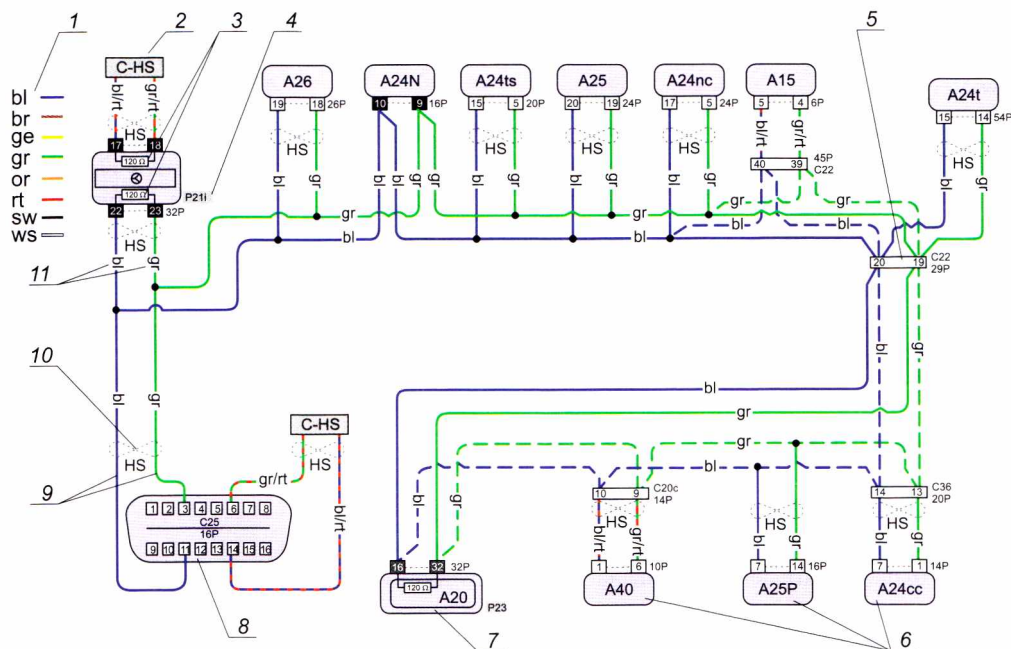 1 2 3 4 5
C-HS
A26 A24N A24ts A25 A24nc A15 A24t
bl/rt gr/rt
19 18 26P 10 9 16P 15 5 20P 20 19 24P 17 5 24P 5 4 6P 15 14 54P
bl
br
ge
gr
or
rt
sw
ws
HS HS HS HS HS HS
17 18
bl/rt gr/rt
120 Ω
40 39 45P
C22
120 Ω
P21i
22 23 32P
bl gr bl bl gr gr bl gr bl gr bl gr bl gr
HS
gr gr gr
bl bl bl bl
11 bl gr
20 19 C22
29P
bl gr
10 bl gr
bl
gr
C-HS
HS HS
gr gr
gr/rt bl/rt
bl
9
1 2 3 4 5 6 7 8
C25
16P
9 10 11 12 13 14 15 16
bl gr
10 9 C20c
14P
14 13 C36
20P
HS HS HS
bl/rt gr/rt bl gr bl gr
16 32 32P
1 6 10P 7 14 16P 7 1 14P
120 Ω
A20 P23
A40 A25P A24cc
8 7 6